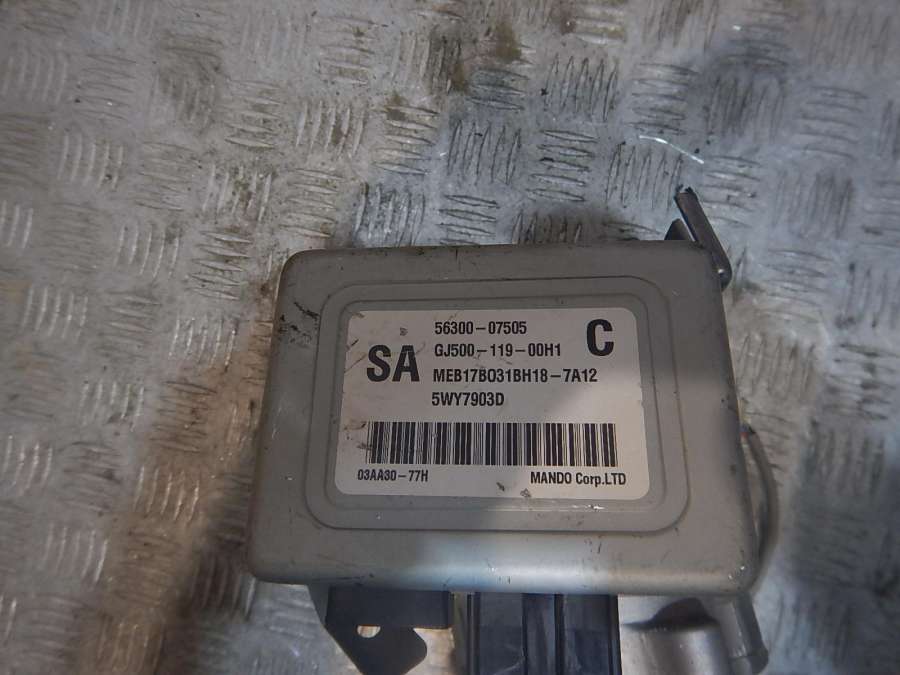 56300-07505
C
SA
GJ500-119-00H1
MEB17B031BH18-7A12
5WY7903D
03AA30-77H
MANDO Corp.LTD